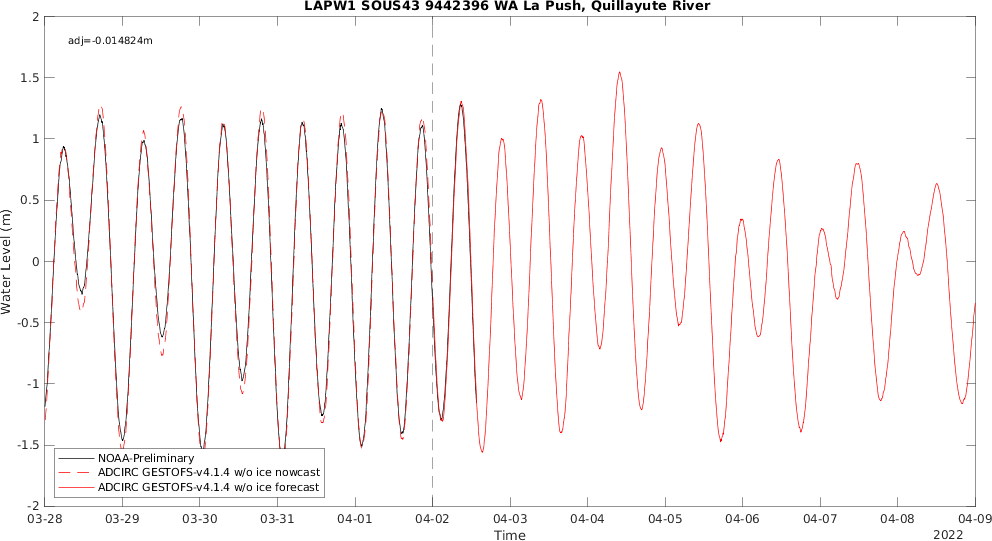 LAPW1 SOUS43 9442396 WA La Push, Quillayute River
adj=-0.014824m
2
1.5
1
0.5
0
-0.5
-1
-1.5
-2
Water Level (m)
NOAA-Preliminary
ADCIRC GESTOFS-v4.1.4 w/o ice nowcast
ADCIRC GESTOFS-v4.1.4 w/o ice forecast
03-28 03-29 03-30 03-31 04-01 04-02 04-03 04-04 04-05 04-06 04-07 04-08 04-09
Time
2022